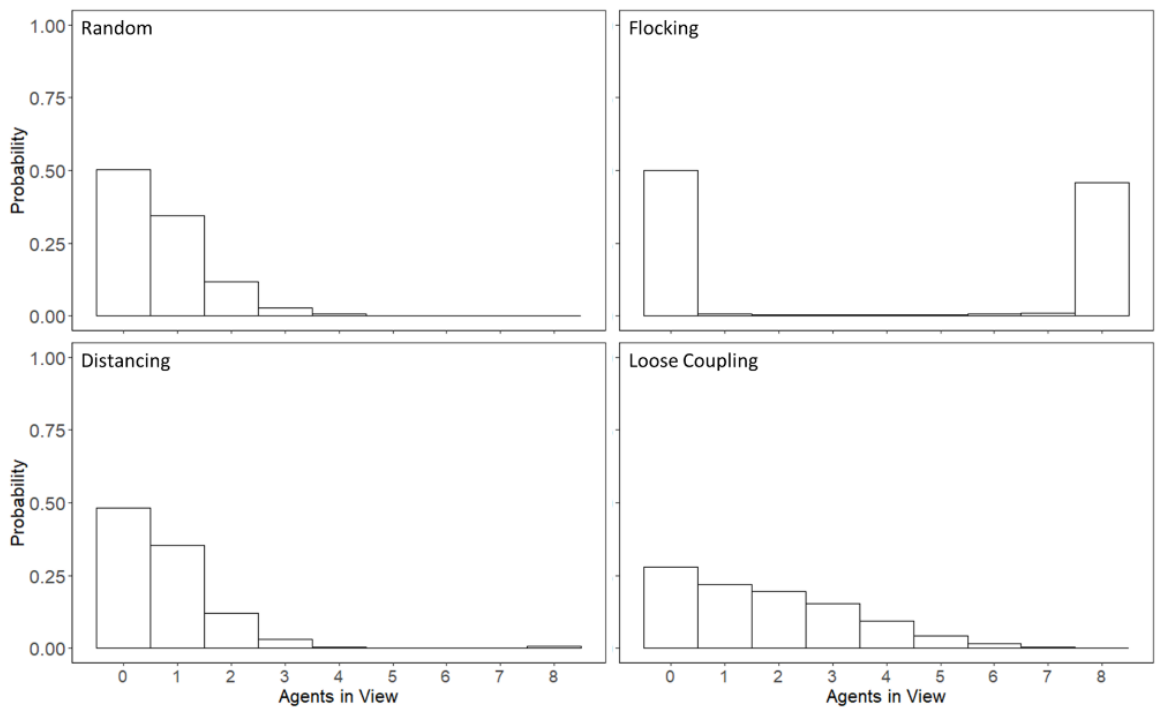 Random
Flocking
1.00
0.75
0.50
0.25
0.00
Probability
Distancing
Loose Coupling
1.00
0.75
0.50
0.25
0.00
Probability
0 1 2 3 4 5 6 7 8
Agents in View
0 1 2 3 4 5 6 7 8
Agents in View